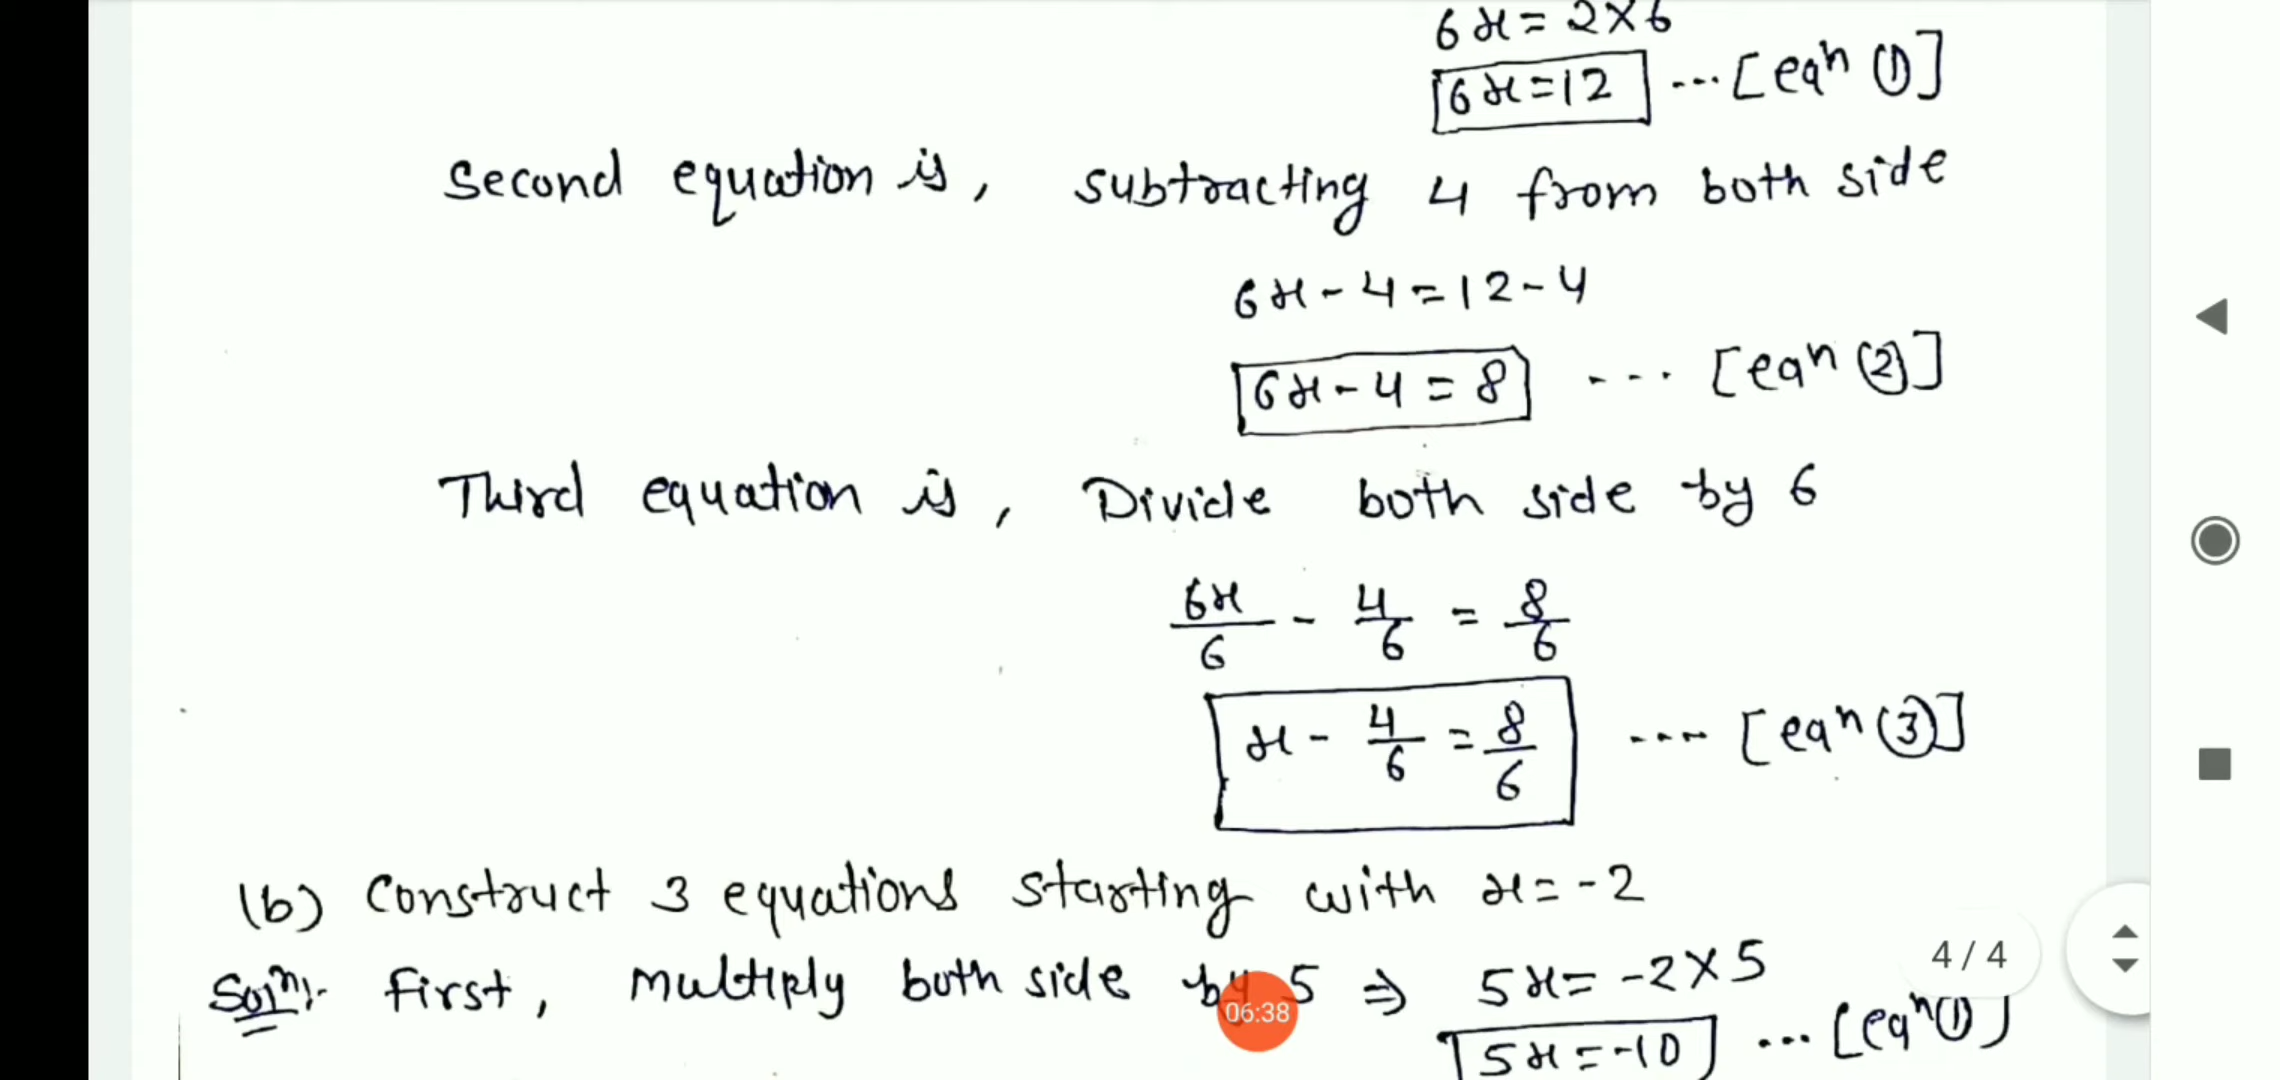 6x = 2×6
6x = 12 ... [eqn ①]
Second equation is, subtracting 4 from both side
6x - 4 = 12 - 4
6x - 4 = 8 ... [eqn ②]
Third equation is, Divide both side by 6
6x/6 - 4/6 = 8/6
x - 4/6 = 8/6 .... [eqn ③]
(b) Construct 3 equations starting with x = -2
Soln:- first, multiply both side by 5 ⇒ 5x = -2×5
5x = -10 ... [eqn ①]
4 / 4
06:38